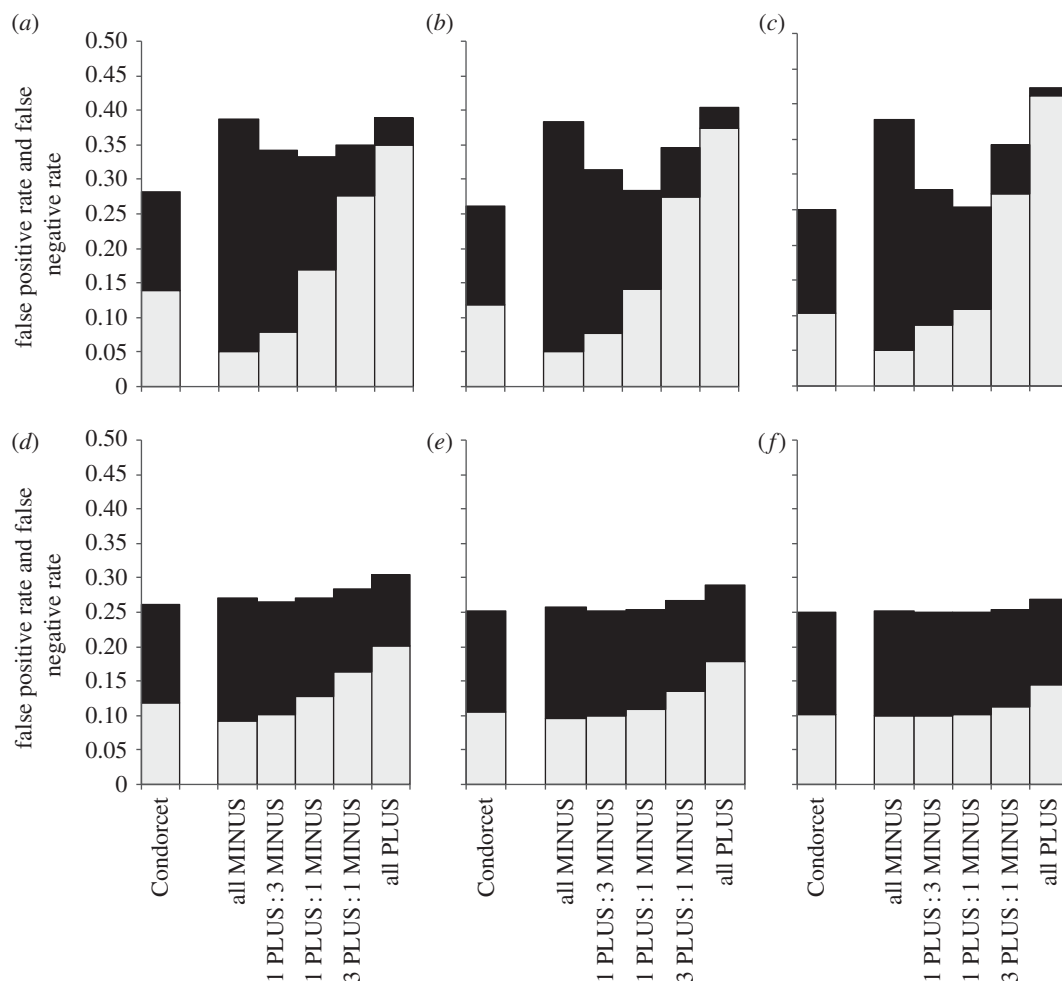 (a)
(b)
(c)
0.50
0.45
0.40
0.35
0.30
0.25
0.20
0.15
0.10
0.05
0
false positive rate and false
negative rate
(d)
(e)
(f)
0.50
0.45
0.40
0.35
0.30
0.25
0.20
0.15
0.10
0.05
0
false positive rate and false
negative rate
Condorcet
all MINUS
1 PLUS : 3 MINUS
1 PLUS : 1 MINUS
3 PLUS : 1 MINUS
all PLUS
Condorcet
all MINUS
1 PLUS : 3 MINUS
1 PLUS : 1 MINUS
3 PLUS : 1 MINUS
all PLUS
Condorcet
all MINUS
1 PLUS : 3 MINUS
1 PLUS : 1 MINUS
3 PLUS : 1 MINUS
all PLUS